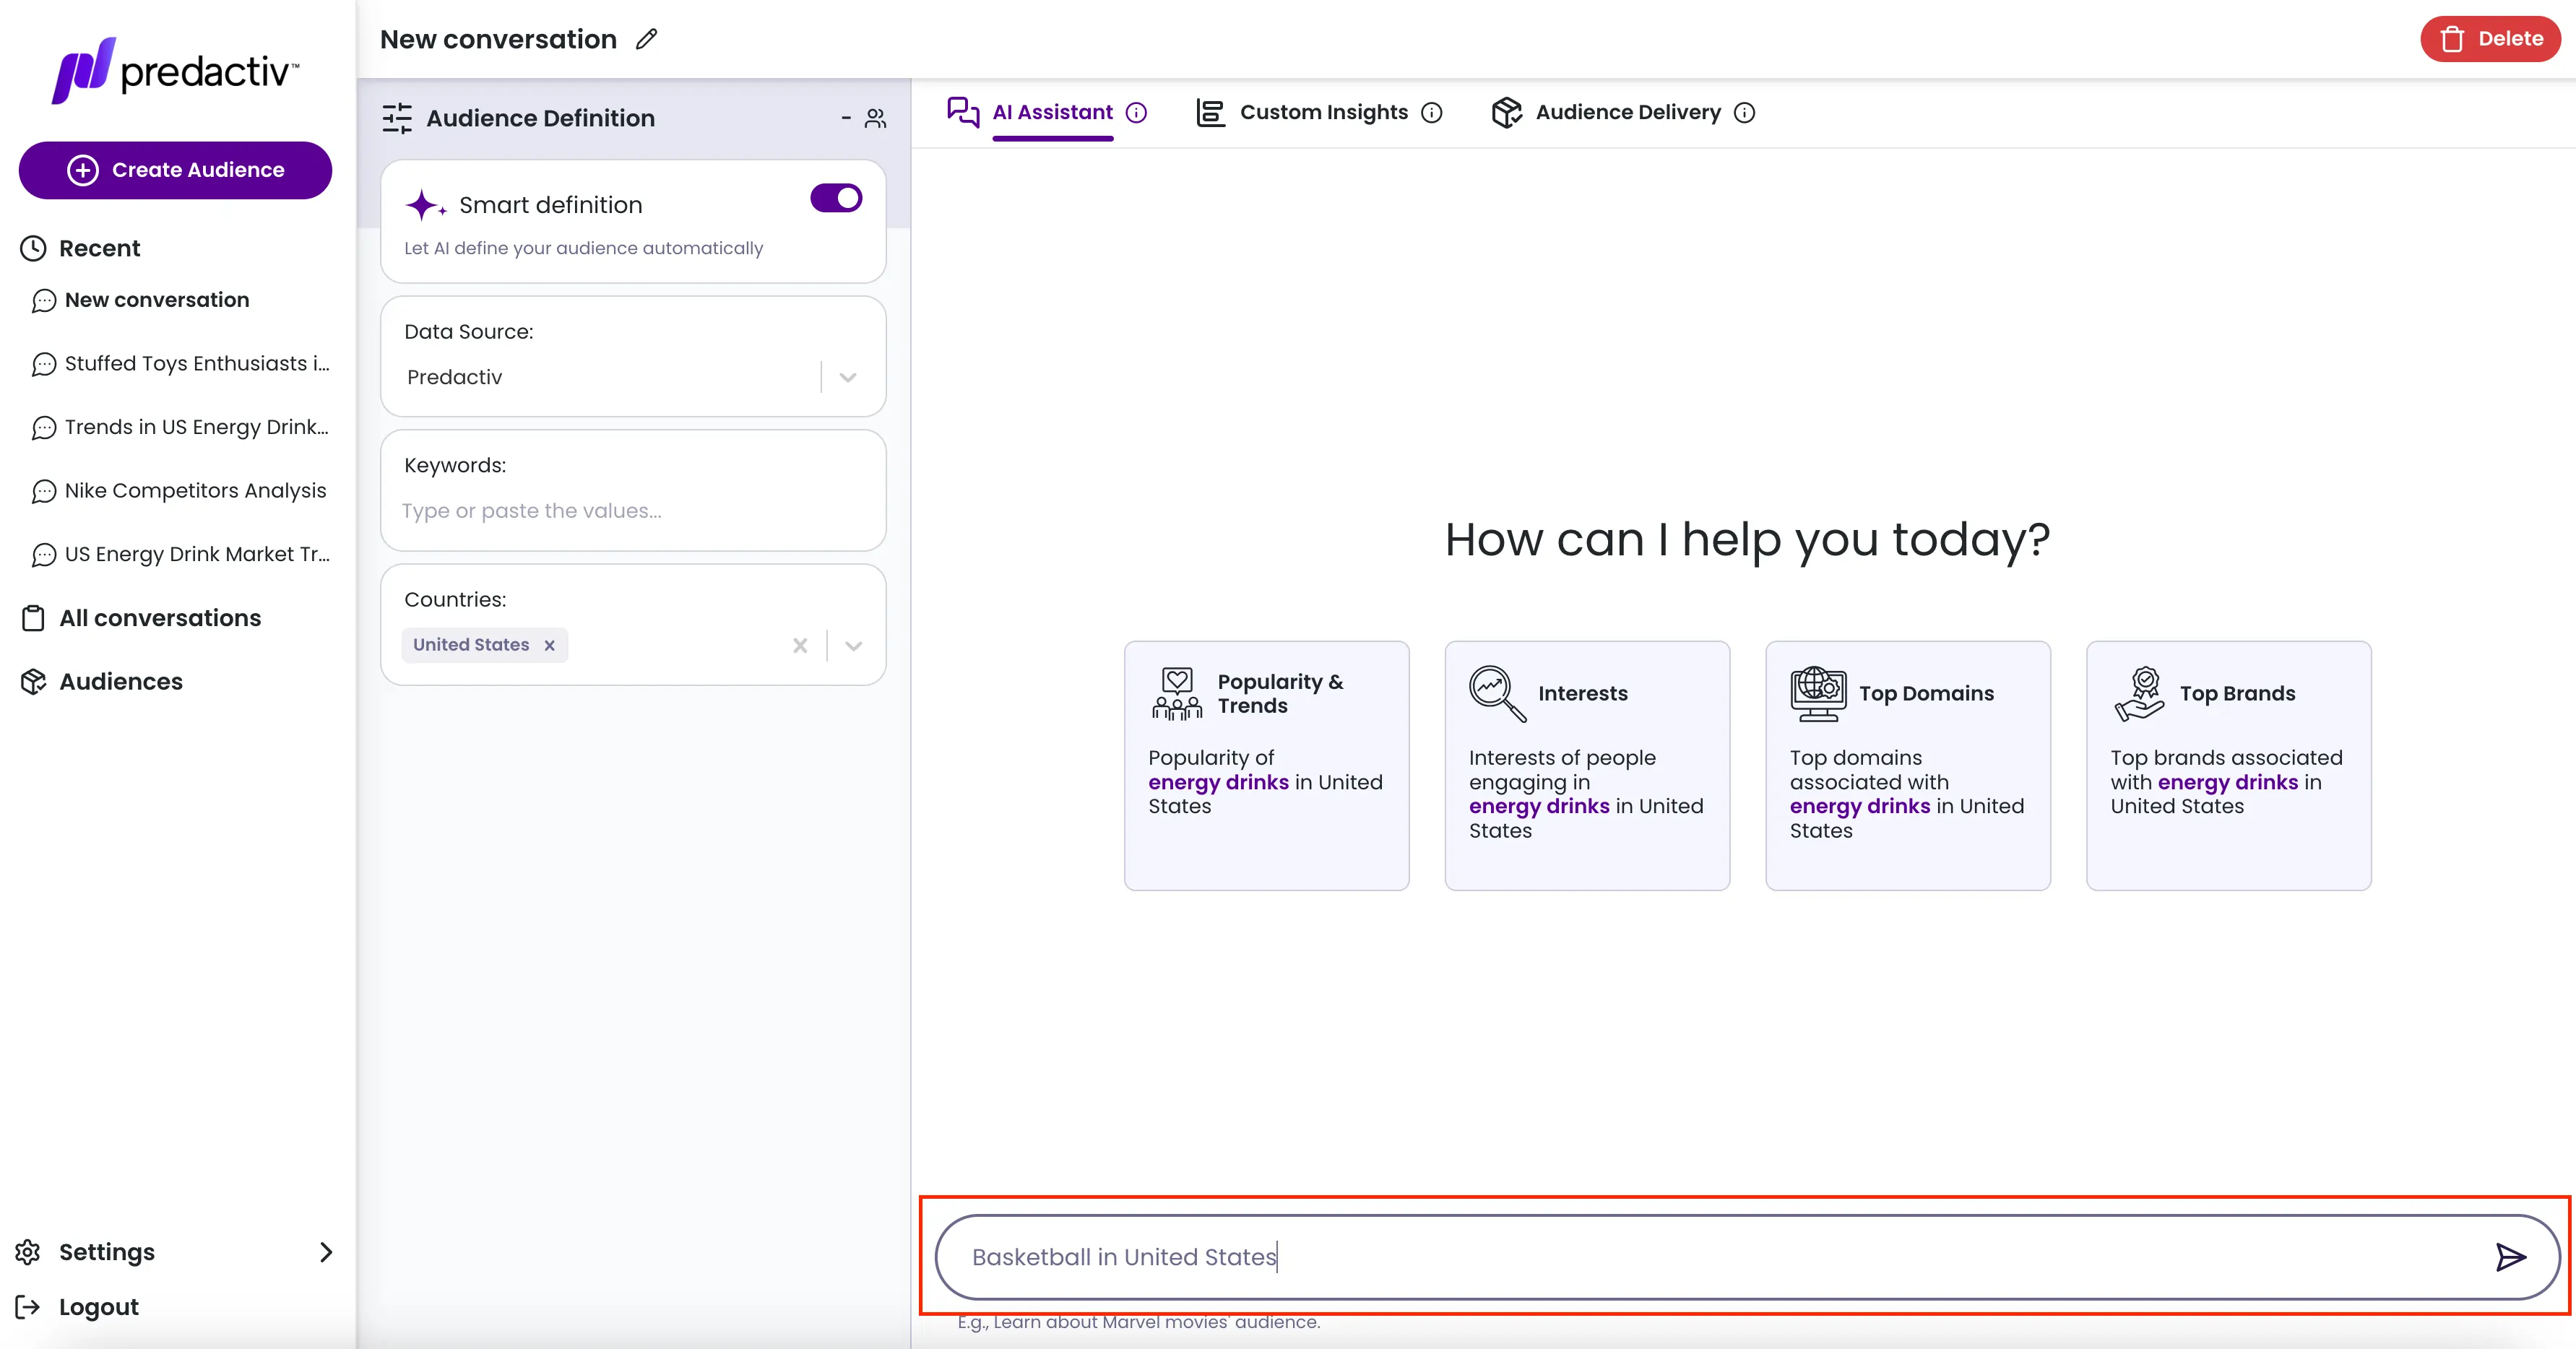 predactiv™
Create Audience
Recent
New conversation
Stuffed Toys Enthusiasts i...
Trends in US Energy Drink...
Nike Competitors Analysis
US Energy Drink Market Tr...
All conversations
Audiences
Settings
Logout
New conversation
Delete
Audience Definition
-
Smart definition
Let AI define your audience automatically
Data Source:
Predactiv
Keywords:
Type or paste the values...
Countries:
United States
AI Assistant
Custom Insights
Audience Delivery
How can I help you today?
Popularity &
Trends
Popularity of
energy drinks in United
States
Interests
Interests of people
engaging in
energy drinks in United
States
Top Domains
Top domains
associated with
energy drinks in United
States
Top Brands
Top brands associated
with energy drinks in
United States
Basketball in United States
E.g., Learn about Marvel movies' audience.